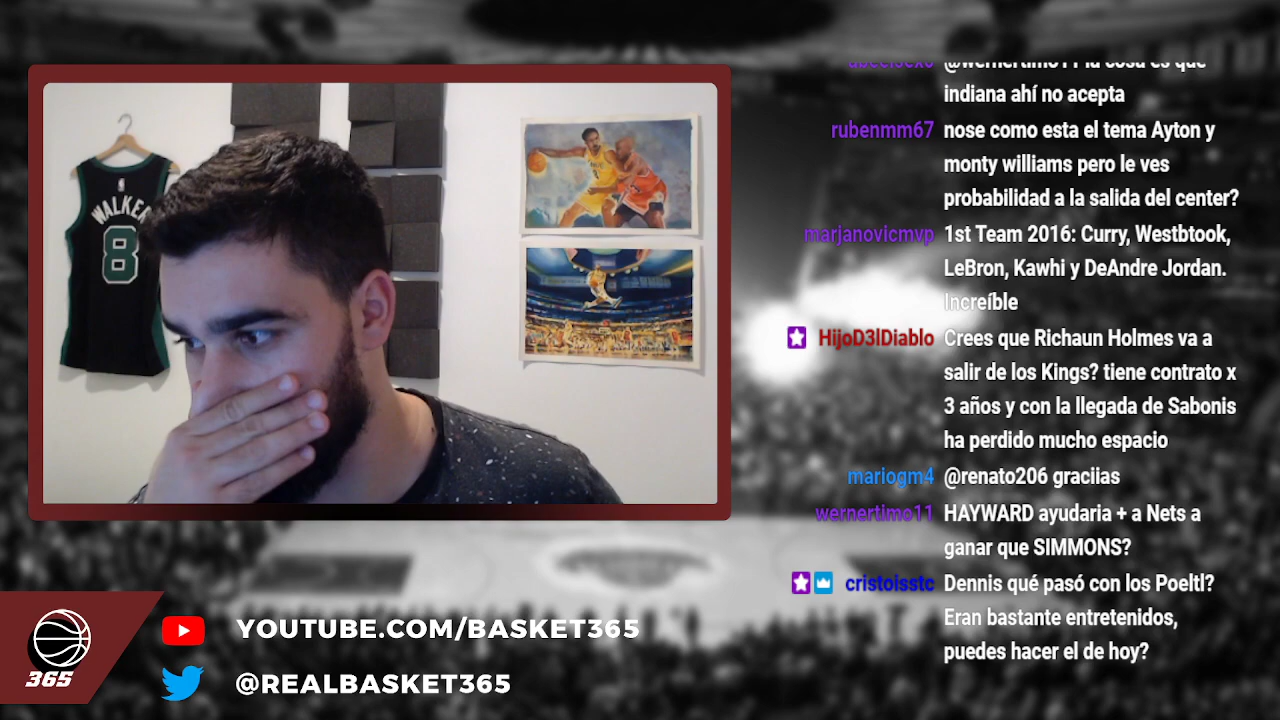 WALKER
8
indiana ahí no acepta
rubenmm67 nose como esta el tema Ayton y
monty williams pero le ves
probabilidad a la salida del center?
marjanovicmvp 1st Team 2016: Curry, Westbtook,
LeBron, Kawhi y DeAndre Jordan.
Increíble
HijoD3lDiablo Crees que Richaun Holmes va a
salir de los Kings? tiene contrato x
3 años y con la llegada de Sabonis
ha perdido mucho espacio
mariogm4 @renato206 graciias
wernertimo11 HAYWARD ayudaria + a Nets a
ganar que SIMMONS?
cristoisstc Dennis qué pasó con los Poeltl?
Eran bastante entretenidos,
puedes hacer el de hoy?
365
YOUTUBE.COM/BASKET365
@REALBASKET365